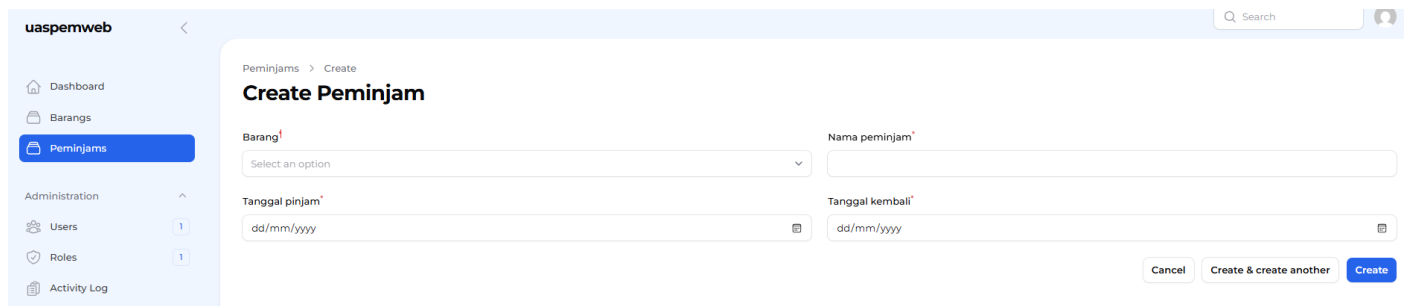 uaspemweb
Search
Dashboard
Barangs
Peminjams
Administration
Users 1
Roles 1
Activity Log
Peminjams > Create
Create Peminjam
Barang*
Select an option
Nama peminjam*
Tanggal pinjam*
dd/mm/yyyy
Tanggal kembali*
dd/mm/yyyy
Cancel
Create & create another
Create